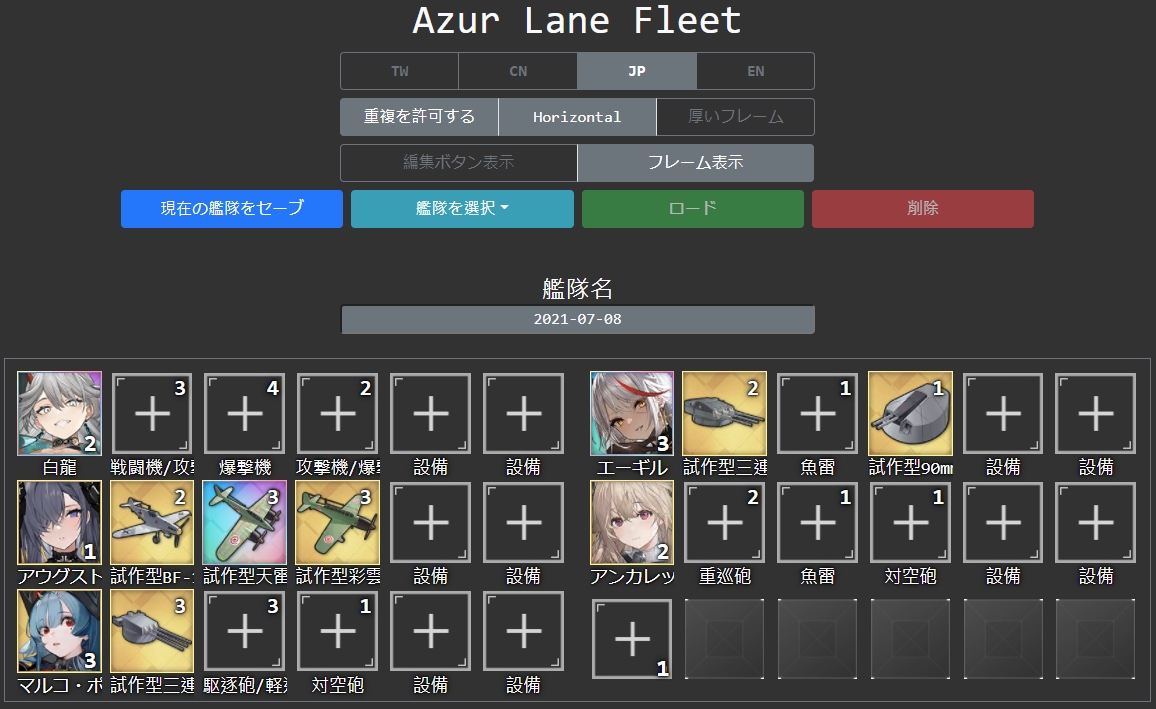 Azur Lane Fleet
TW CN JP EN
重複を許可する Horizontal 厚いフレーム
編集ボタン表示 フレーム表示
現在の艦隊をセーブ 艦隊を選択 ロード 削除
艦隊名
2021-07-08
2 3 4 2
白龍 戦闘機/攻撃 爆撃機 攻撃機/爆撃 設備 設備
3 2 1 1
エーギル 試作型三連 魚雷 試作型90mm 設備 設備
1 2 3 3
アウグスト 試作型BF- 試作型天雷 試作型彩雲 設備 設備
2 2 1 1
アンカレッ 重巡砲 魚雷 対空砲 設備 設備
3 3 3 1
マルコ・ポ 試作型三連 駆逐砲/軽巡 対空砲 設備 設備
1